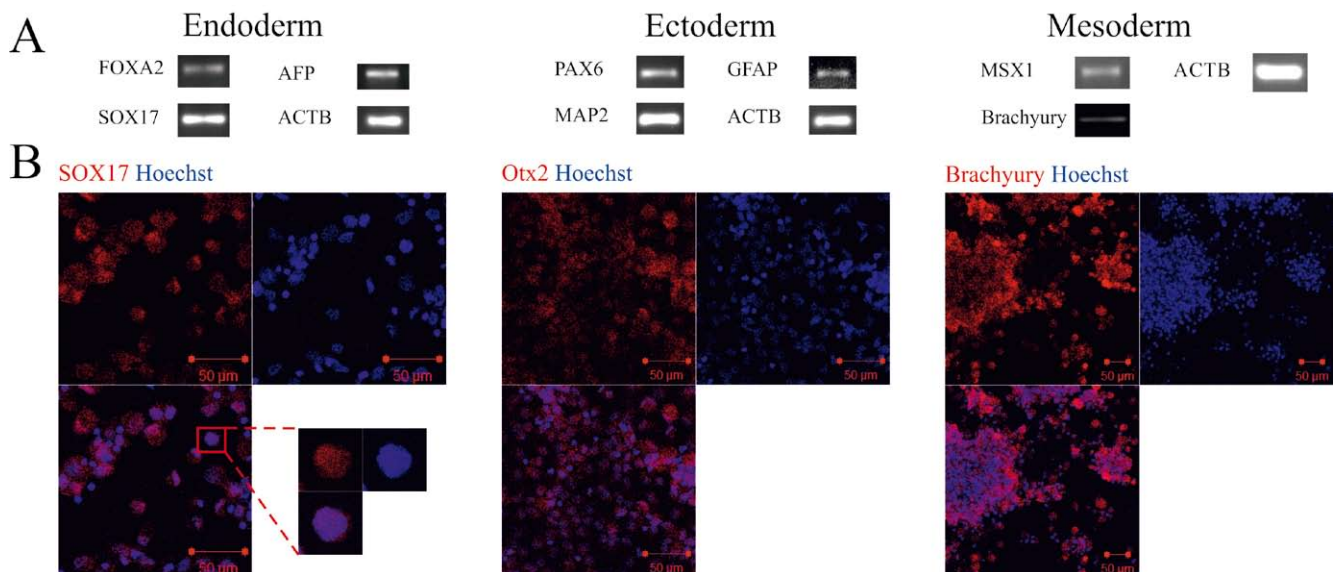 A
Endoderm
FOXA2
AFP
SOX17
ACTB
Ectoderm
PAX6
GFAP
MAP2
ACTB
Mesoderm
MSX1
ACTB
Brachyury
B
SOX17 Hoechst
50 µm
50 µm
50 µm
Otx2 Hoechst
50 µm
50 µm
50 µm
Brachyury Hoechst
50 µm
50 µm
50 µm